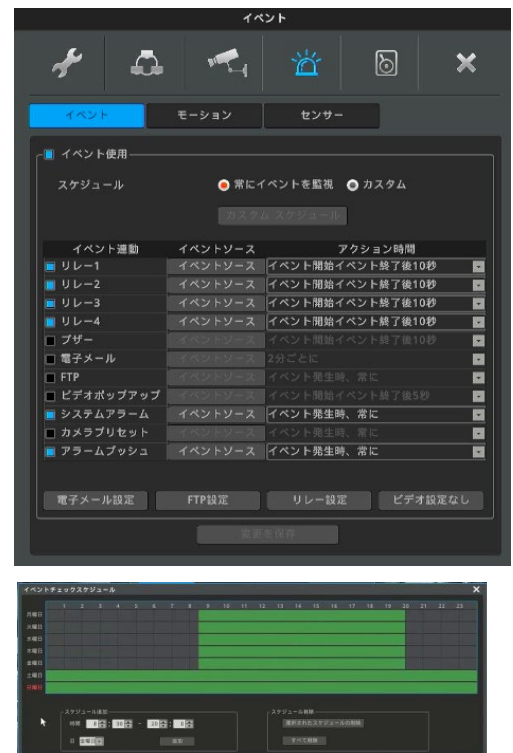 イベント
イベント モーション センサー
イベント使用
スケジュール 常にイベントを監視 カスタム
カスタム スケジュール
イベント連動 イベントソース アクション時間
リレー1 イベントソース イベント開始イベント終了後10秒
リレー2 イベントソース イベント開始イベント終了後10秒
リレー3 イベントソース イベント開始イベント終了後10秒
リレー4 イベントソース イベント開始イベント終了後10秒
ブザー イベントソース イベント開始イベント終了後10秒
電子メール イベントソース 2分ごとに
FTP イベントソース イベント発生時、常に
ビデオポップアップ イベントソース イベント開始イベント終了後5秒
システムアラーム イベントソース イベント発生時、常に
カメラプリセット イベントソース イベント発生時、常に
アラームプッシュ イベントソース イベント発生時、常に
電子メール設定 FTP設定 リレー設定 ビデオ設定なし
変更を保存
イベントチェックスケジュール
1 2 3 4 5 6 7 8 9 10 11 12 13 14 15 16 17 18 19 20 21 22 23
月曜日
火曜日
水曜日
木曜日
金曜日
土曜日
日曜日
スケジュール追加 スケジュール削除
時間 選択されたスケジュールの削除
日 金曜日 追加 すべて削除